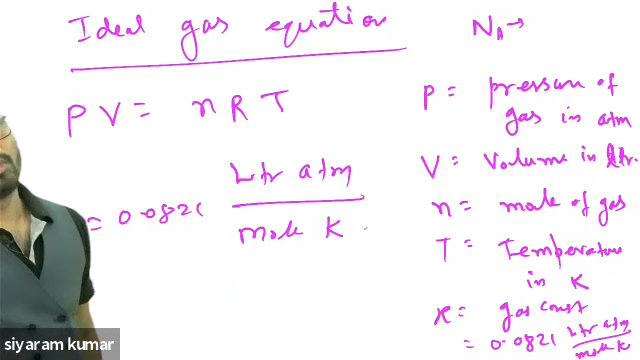 Ideal gas equation
PV = nRT
= 0.0821 Ltr atm / mole K
NA →
P = pressure of
gas in atm
V = Volume in Ltr.
n = mole of gas
T = Temperature
in K
R = gas const
= 0.0821 Ltr atm / mole K
siyaram kumar